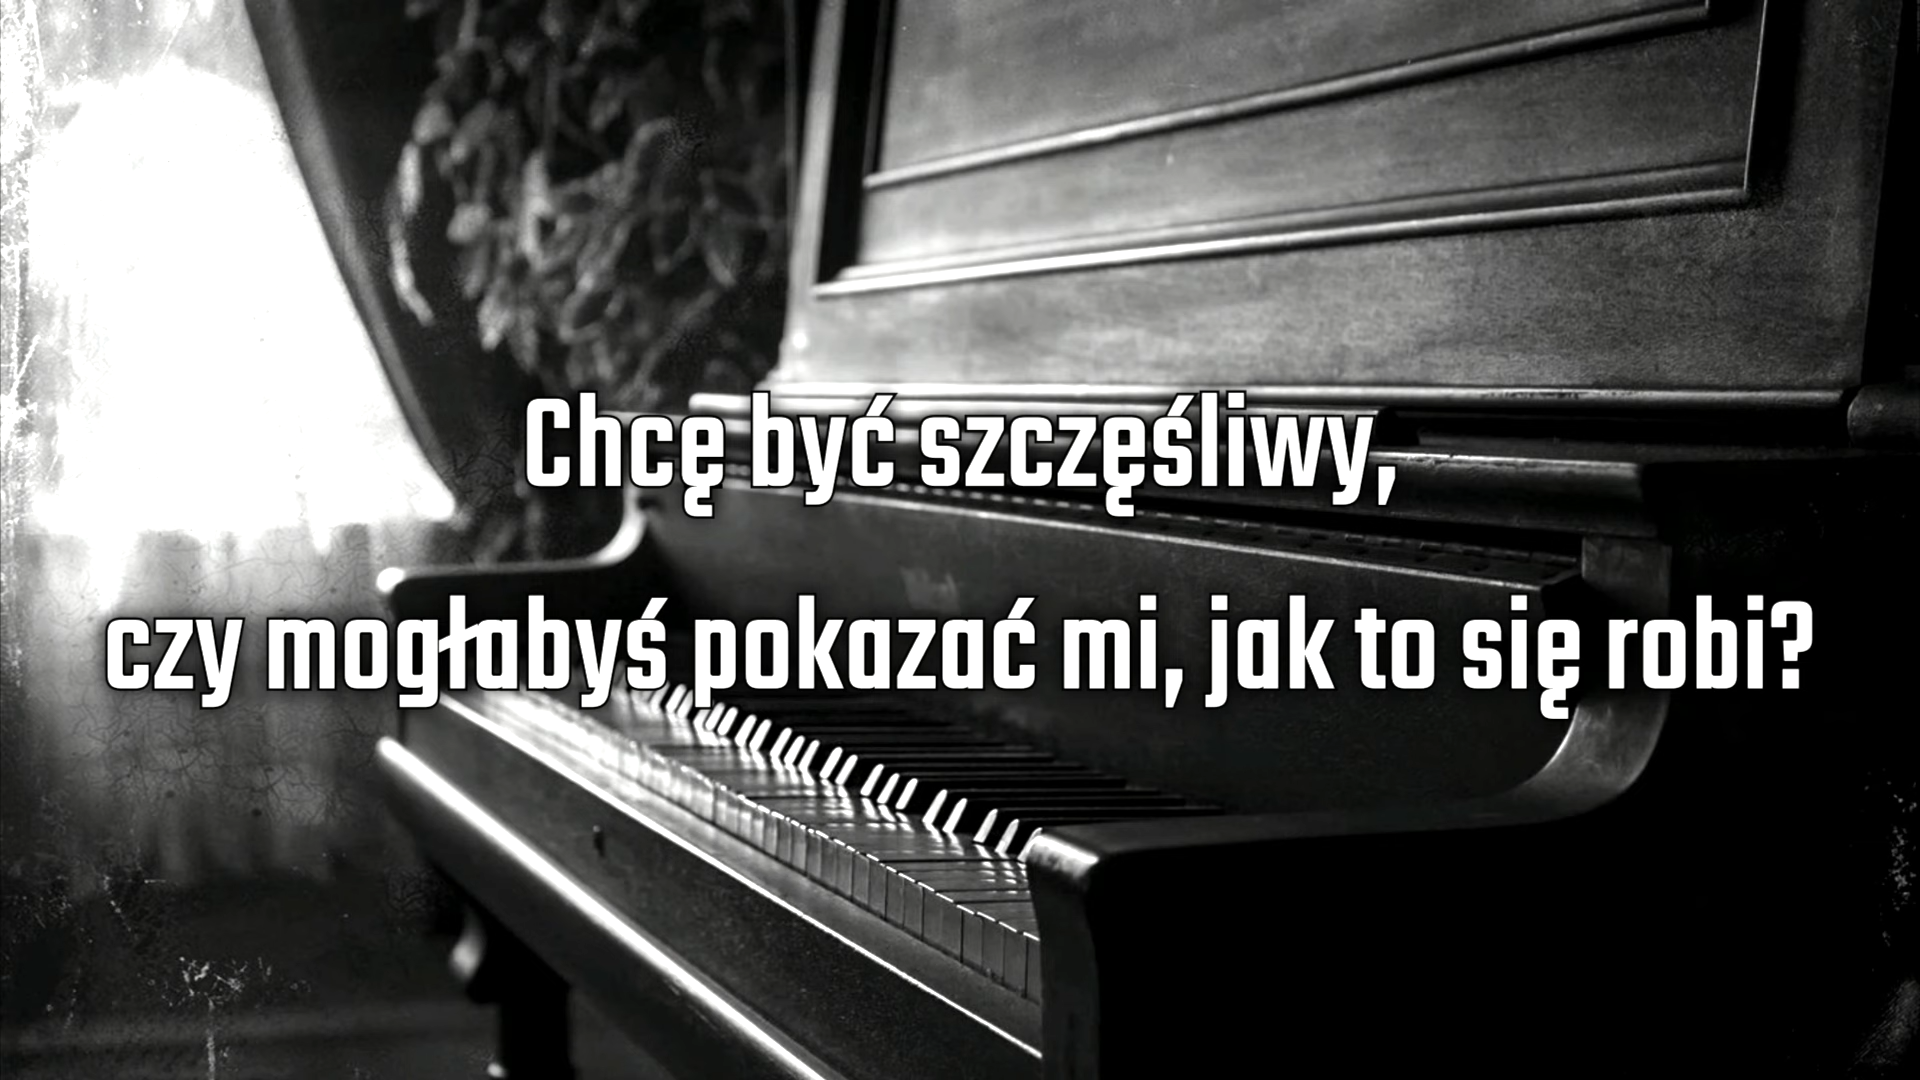 Chcę być szczęśliwy,
czy mogłabyś pokazać mi, jak to się robi?